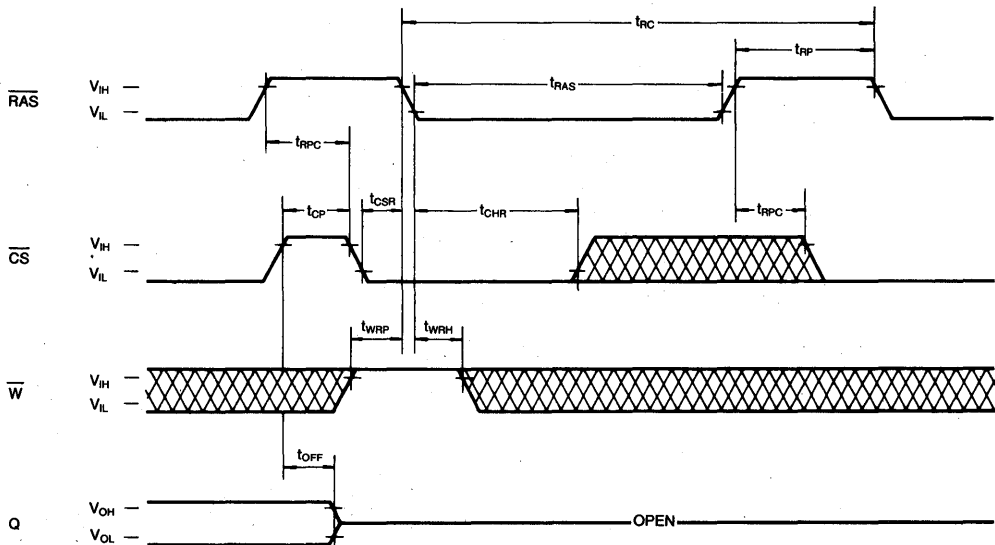 tRC
tRP
RAS
VIH
VIL
tRAS
tRPC
tCSR
tCP
tCHR
tRPC
CS
VIH
VIL
tWRP
tWRH
W
VIH
VIL
tOFF
Q
VOH
VOL
OPEN